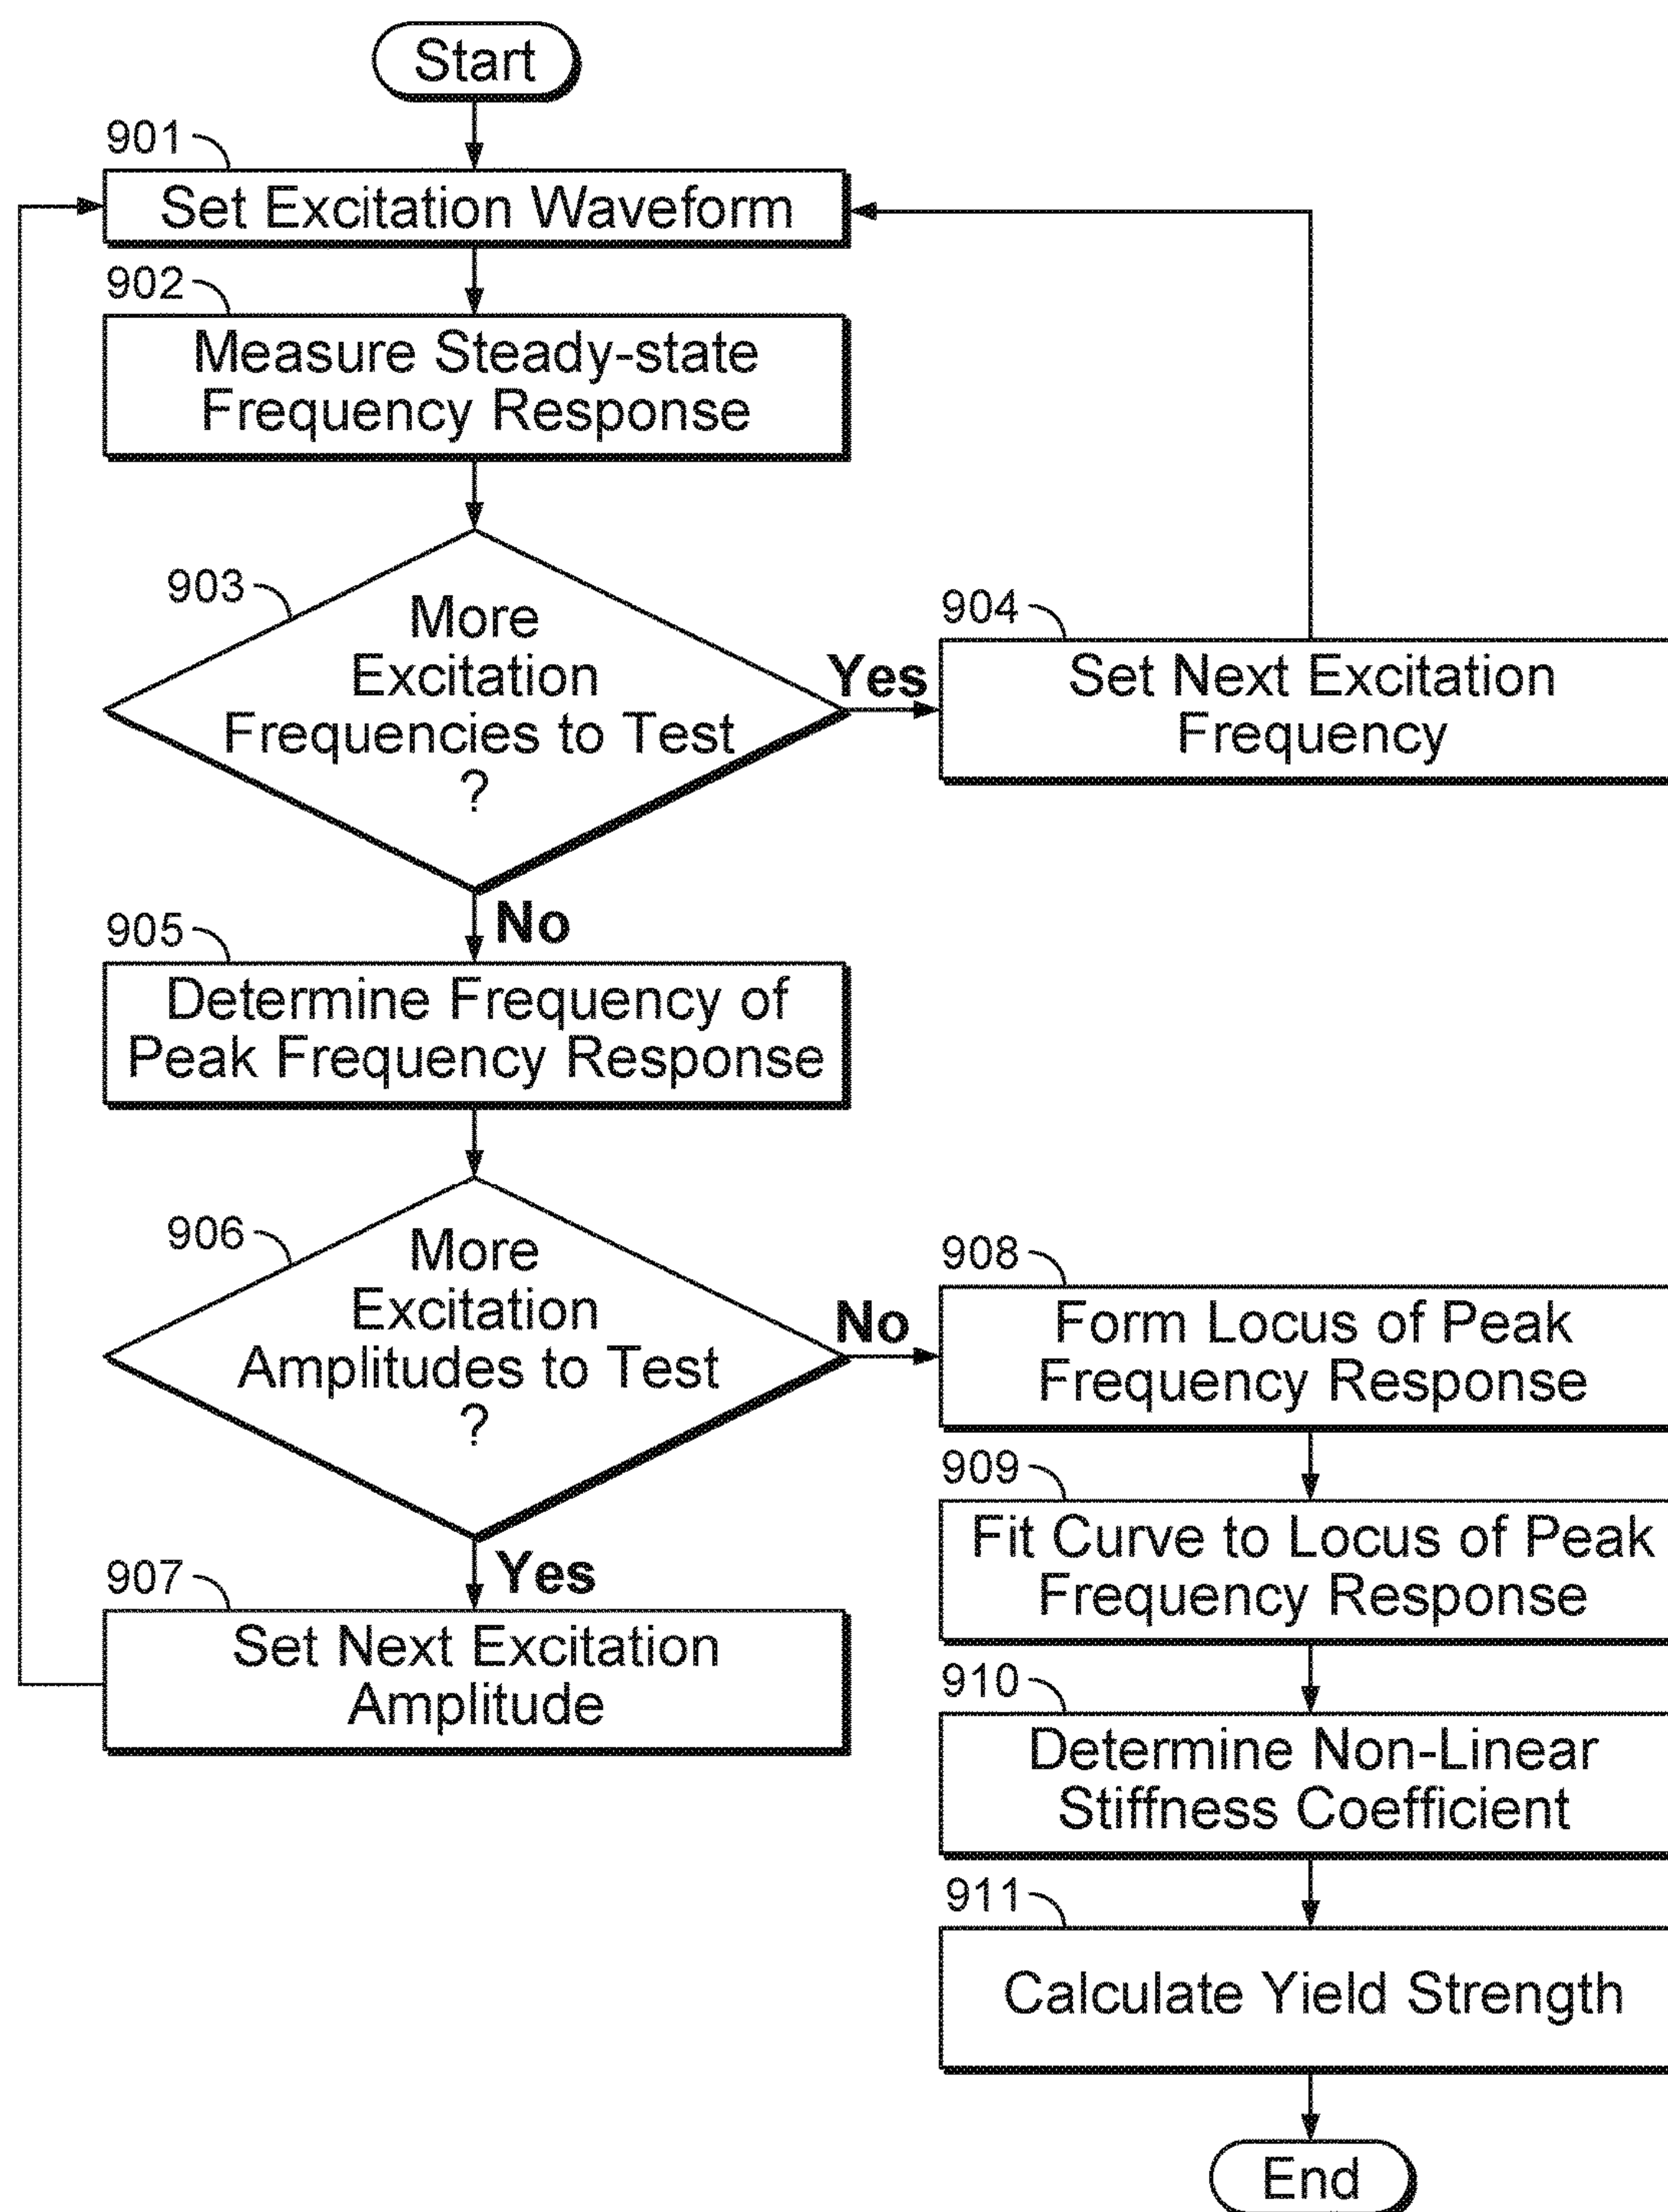 Start
901
Set Excitation Waveform
902
Measure Steady-state
Frequency Response
903
More
Excitation
Frequencies to Test
?
Yes
904
Set Next Excitation
Frequency
No
905
Determine Frequency of
Peak Frequency Response
906
More
Excitation
Amplitudes to Test
?
Yes
907
Set Next Excitation
Amplitude
No
908
Form Locus of Peak
Frequency Response
909
Fit Curve to Locus of Peak
Frequency Response
910
Determine Non-Linear
Stiffness Coefficient
911
Calculate Yield Strength
End